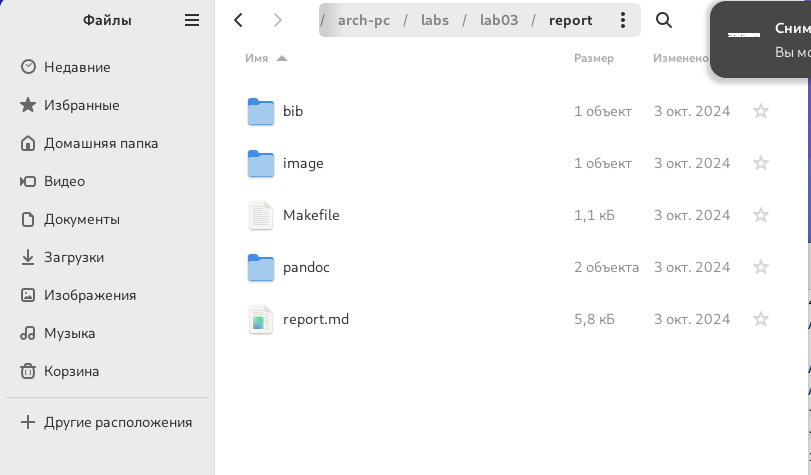 Файлы
/ arch-pc / labs / lab03 / report
Имя Размер Изменено
Недавние
Избранные
Домашняя папка
Видео
Документы
Загрузки
Изображения
Музыка
Корзина
Другие расположения
bib 1 объект 3 окт. 2024
image 1 объект 3 окт. 2024
Makefile 1,1 кБ 3 окт. 2024
pandoc 2 объекта 3 окт. 2024
report.md 5,8 кБ 3 окт. 2024
Сним
Вы мо